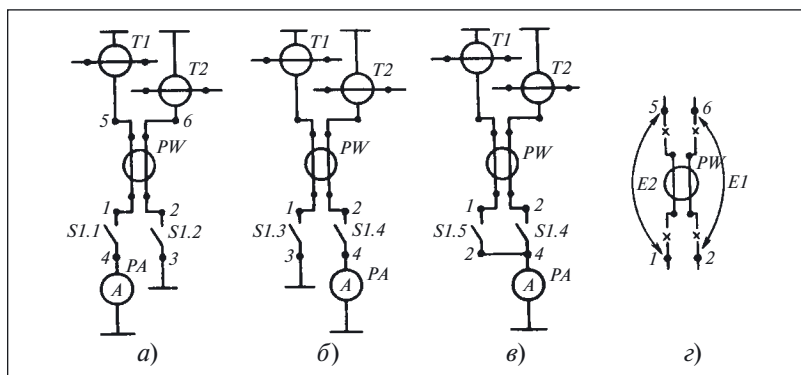 T1 T1 T1
T2 T2 T2
5 6 5 6
PW PW PW PW
E2 E1
1 2 1 2 1 2
S1.1 S1.2 S1.3 S1.4 S1.5 S1.4
4 3 3 4 2 4 1 2
PA PA PA
A A A
а) б) в) г)